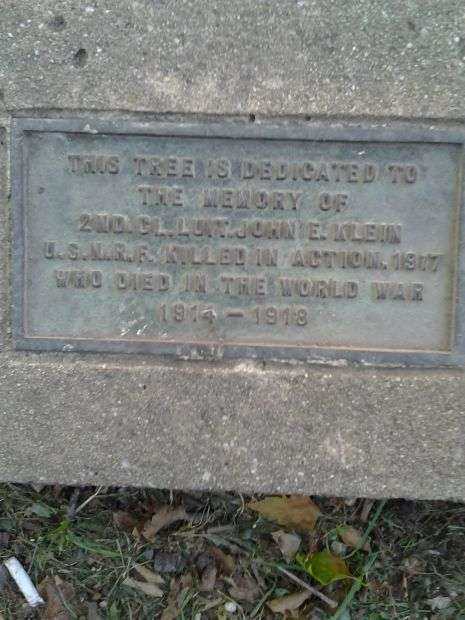 THIS TREE IS DEDICATED TO
THE MEMORY OF
2ND. CL. LUIT. JOHN E. KLEIN
U.S.N.R.F. KILLED IN ACTION. 1917
WHO DIED IN THE WORLD WAR
1914 – 1918